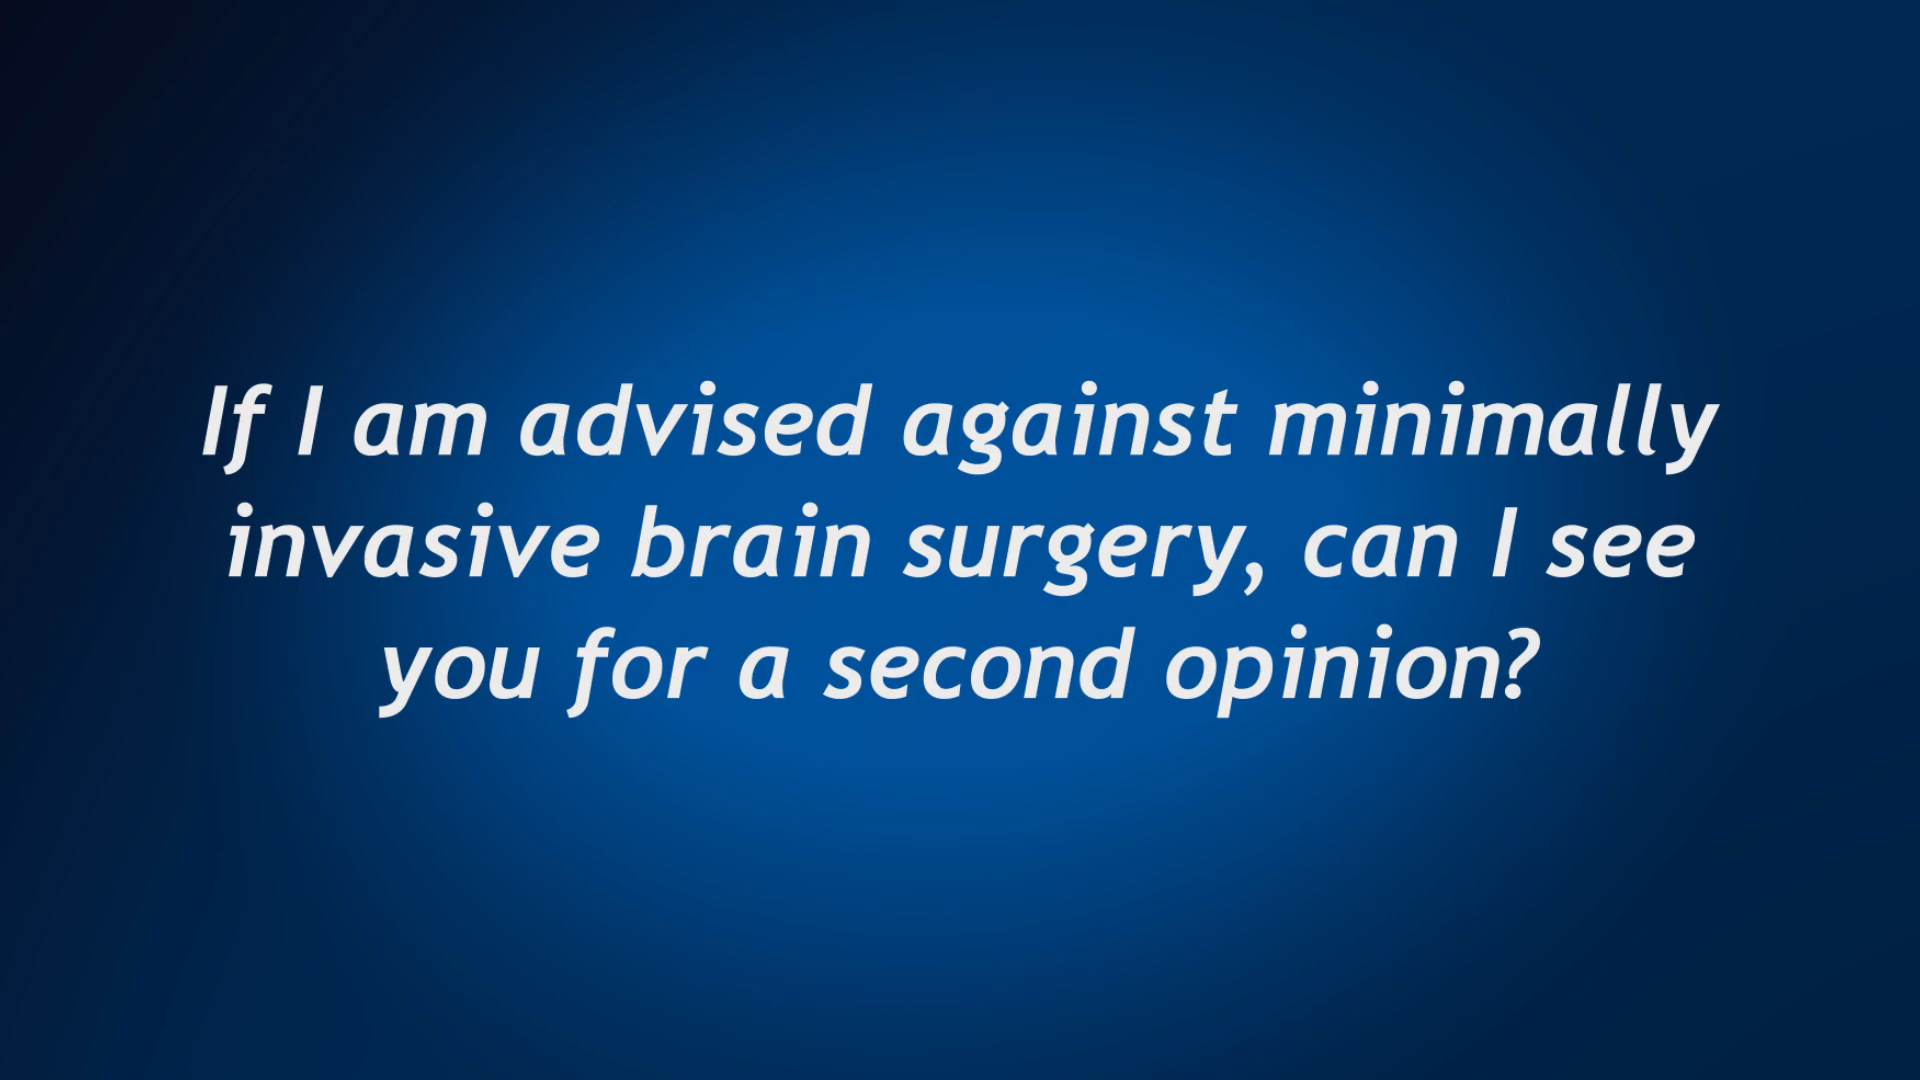 If I am advised against minimally
invasive brain surgery, can I see
you for a second opinion?